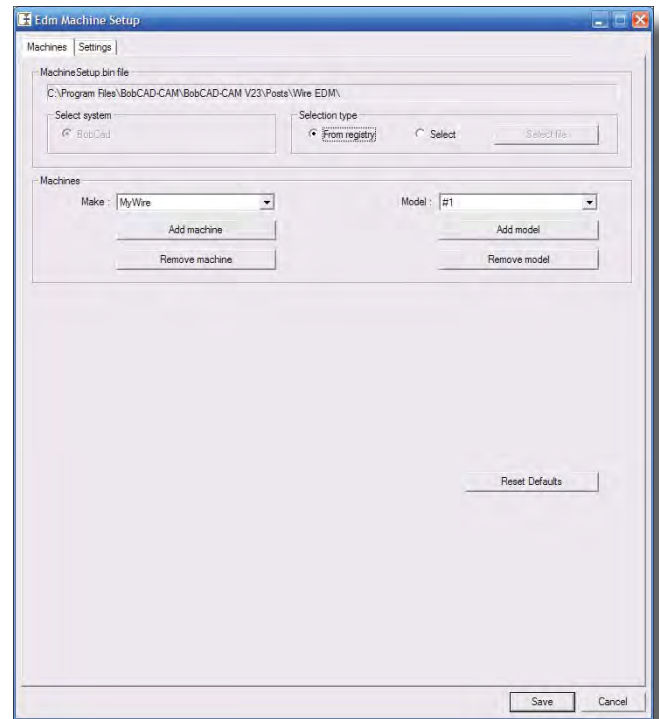 Edm Machine Setup
Machines Settings
MachineSetup.bin file
C:\Program Files\BobCAD-CAM\BobCAD-CAM V23\Posts\Wire EDM\
Select system Selection type
BobCad From registry Select Select file
Machines
Make : MyWire Model : #1
Add machine Add model
Remove machine Remove model
Reset Defaults
Save Cancel